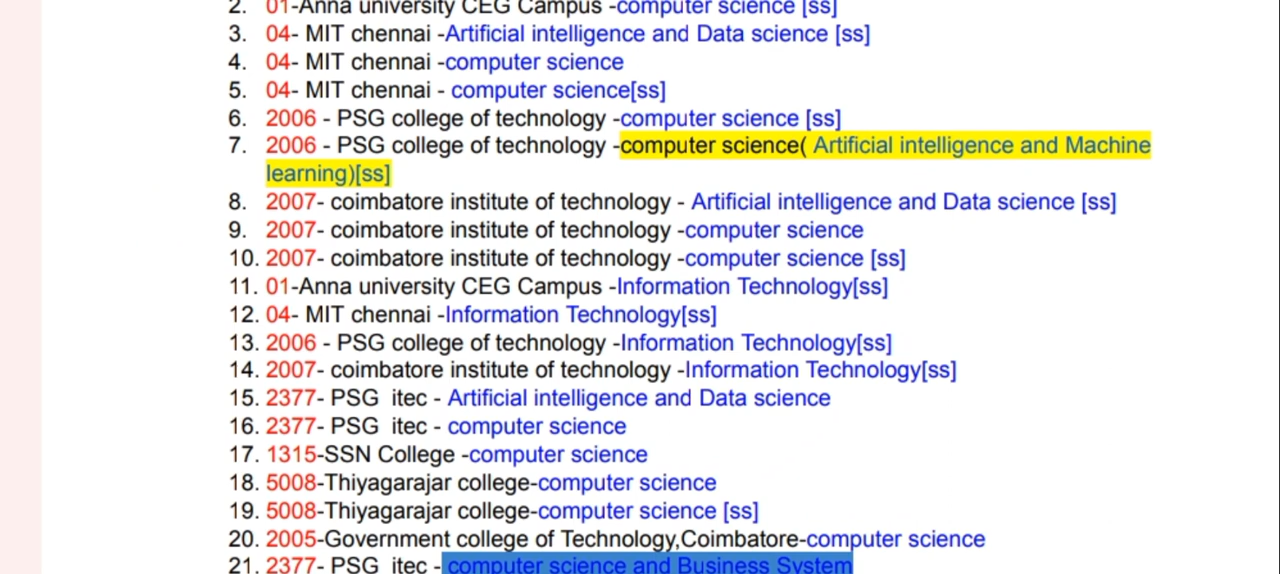 2. 01-Anna university CEG Campus -computer science [ss]
3. 04- MIT chennai -Artificial intelligence and Data science [ss]
4. 04- MIT chennai -computer science
5. 04- MIT chennai - computer science[ss]
6. 2006 - PSG college of technology -computer science [ss]
7. 2006 - PSG college of technology -computer science( Artificial intelligence and Machine
learning)[ss]
8. 2007- coimbatore institute of technology - Artificial intelligence and Data science [ss]
9. 2007- coimbatore institute of technology -computer science
10. 2007- coimbatore institute of technology -computer science [ss]
11. 01-Anna university CEG Campus -Information Technology[ss]
12. 04- MIT chennai -Information Technology[ss]
13. 2006 - PSG college of technology -Information Technology[ss]
14. 2007- coimbatore institute of technology -Information Technology[ss]
15. 2377- PSG itec - Artificial intelligence and Data science
16. 2377- PSG itec - computer science
17. 1315-SSN College -computer science
18. 5008-Thiyagarajar college-computer science
19. 5008-Thiyagarajar college-computer science [ss]
20. 2005-Government college of Technology,Coimbatore-computer science
21. 2377- PSG itec - computer science and Business System